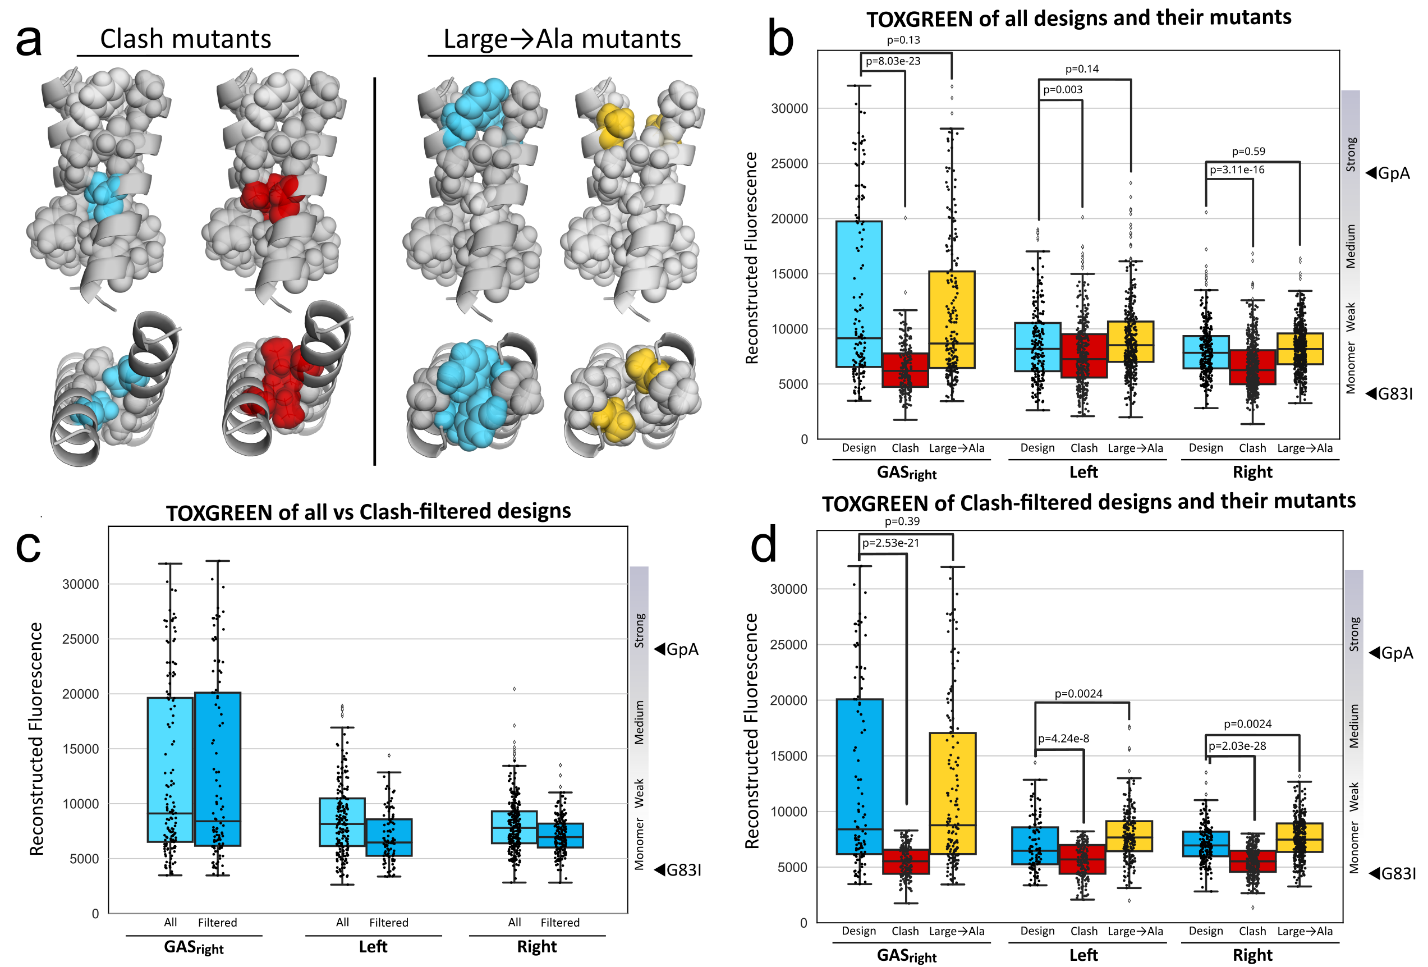 a
Clash mutants
Large→Ala mutants
b
TOXGREEN of all designs and their mutants
p=0.13
p=8.03e-23
p=0.14
p=0.003
p=0.59
p=3.11e-16
Reconstructed Fluorescence
30000
25000
20000
15000
10000
5000
0
Strong
Medium
Weak
Monomer
GpA
G83I
Design Clash Large→Ala Design Clash Large→Ala Design Clash Large→Ala
GASright Left Right
c
TOXGREEN of all vs Clash-filtered designs
Reconstructed Fluorescence
30000
25000
20000
15000
10000
5000
0
Strong
Medium
Weak
Monomer
GpA
G83I
All Filtered All Filtered All Filtered
GASright Left Right
d
TOXGREEN of Clash-filtered designs and their mutants
p=0.39
p=2.53e-21
p=0.0024
p=4.24e-8
p=0.0024
p=2.03e-28
Reconstructed Fluorescence
30000
25000
20000
15000
10000
5000
0
Strong
Medium
Weak
Monomer
GpA
G83I
Design Clash Large→Ala Design Clash Large→Ala Design Clash Large→Ala
GASright Left Right